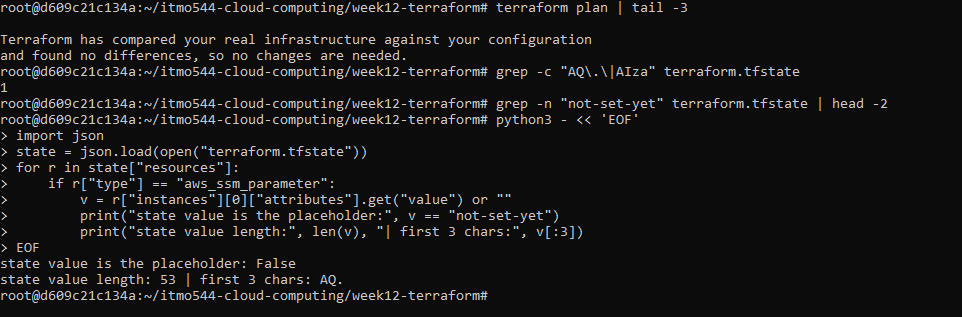 root@d609c21c134a:~/itmo544-cloud-computing/week12-terraform# terraform plan | tail -3

Terraform has compared your real infrastructure against your configuration
and found no differences, so no changes are needed.
root@d609c21c134a:~/itmo544-cloud-computing/week12-terraform# grep -c "AQ\.\|AIza" terraform.tfstate
1
root@d609c21c134a:~/itmo544-cloud-computing/week12-terraform# grep -n "not-set-yet" terraform.tfstate | head -2
root@d609c21c134a:~/itmo544-cloud-computing/week12-terraform# python3 - << 'EOF'
> import json
> state = json.load(open("terraform.tfstate"))
> for r in state["resources"]:
>     if r["type"] == "aws_ssm_parameter":
>         v = r["instances"][0]["attributes"].get("value") or ""
>         print("state value is the placeholder:", v == "not-set-yet")
>         print("state value length:", len(v), "| first 3 chars:", v[:3])
> EOF
state value is the placeholder: False
state value length: 53 | first 3 chars: AQ.
root@d609c21c134a:~/itmo544-cloud-computing/week12-terraform#